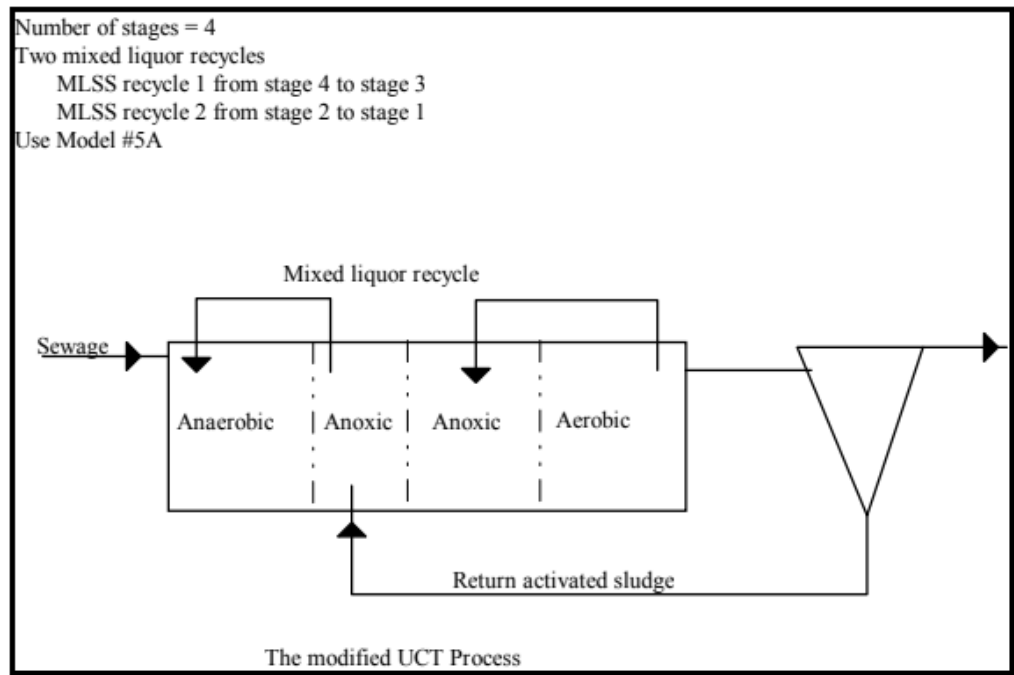 Number of stages = 4
Two mixed liquor recycles
MLSS recycle 1 from stage 4 to stage 3
MLSS recycle 2 from stage 2 to stage 1
Use Model #5A
Mixed liquor recycle
Sewage
Anaerobic
Anoxic
Anoxic
Aerobic
Return activated sludge
The modified UCT Process